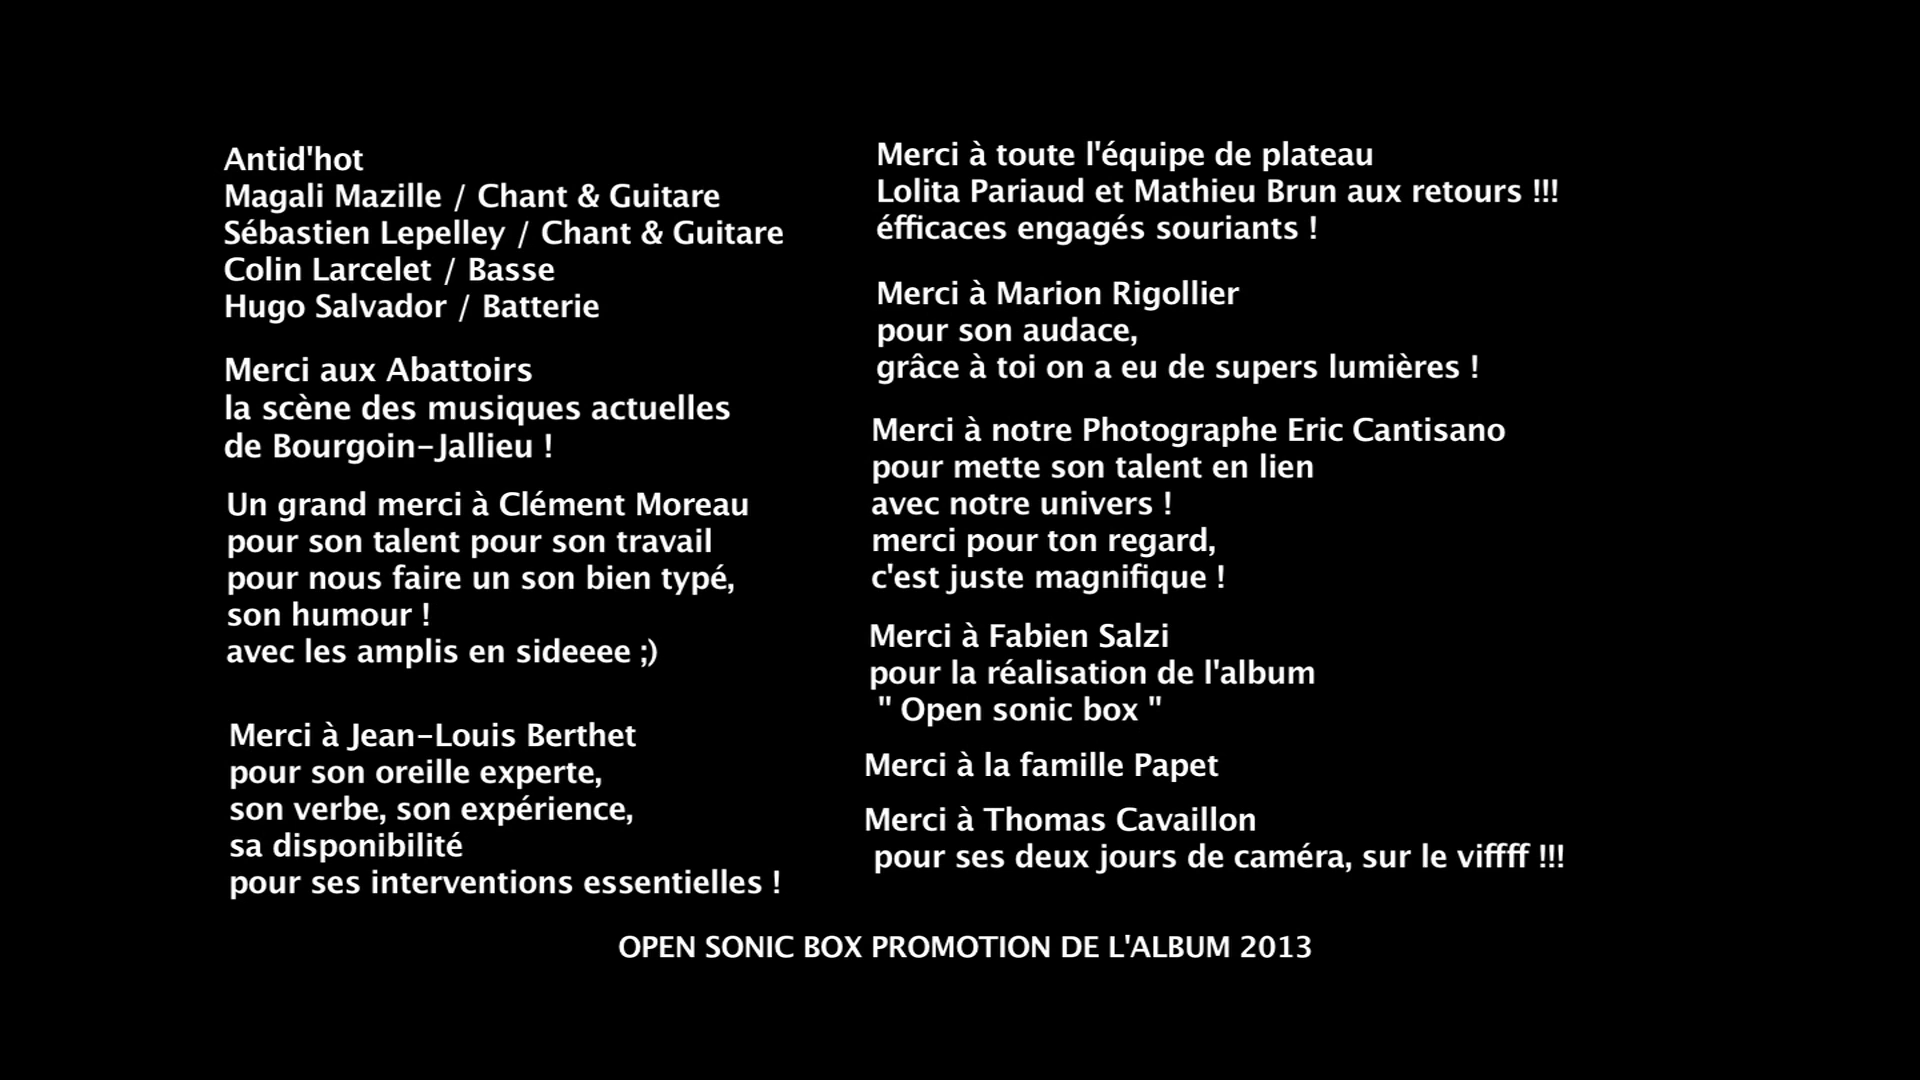 Antid'hot
Magali Mazille / Chant & Guitare
Sébastien Lepelley / Chant & Guitare
Colin Larcelet / Basse
Hugo Salvador / Batterie
Merci aux Abattoirs
la scène des musiques actuelles
de Bourgoin-Jallieu !
Un grand merci à Clément Moreau
pour son talent pour son travail
pour nous faire un son bien typé,
son humour !
avec les amplis en sideeee ;)
Merci à Jean-Louis Berthet
pour son oreille experte,
son verbe, son expérience,
sa disponibilité
pour ses interventions essentielles !
Merci à toute l'équipe de plateau
Lolita Pariaud et Mathieu Brun aux retours !!!
éfficaces engagés souriants !
Merci à Marion Rigollier
pour son audace,
grâce à toi on a eu de supers lumières !
Merci à notre Photographe Eric Cantisano
pour mette son talent en lien
avec notre univers !
merci pour ton regard,
c'est juste magnifique !
Merci à Fabien Salzi
pour la réalisation de l'album
" Open sonic box "
Merci à la famille Papet
Merci à Thomas Cavaillon
pour ses deux jours de caméra, sur le viffff !!!
OPEN SONIC BOX PROMOTION DE L'ALBUM 2013